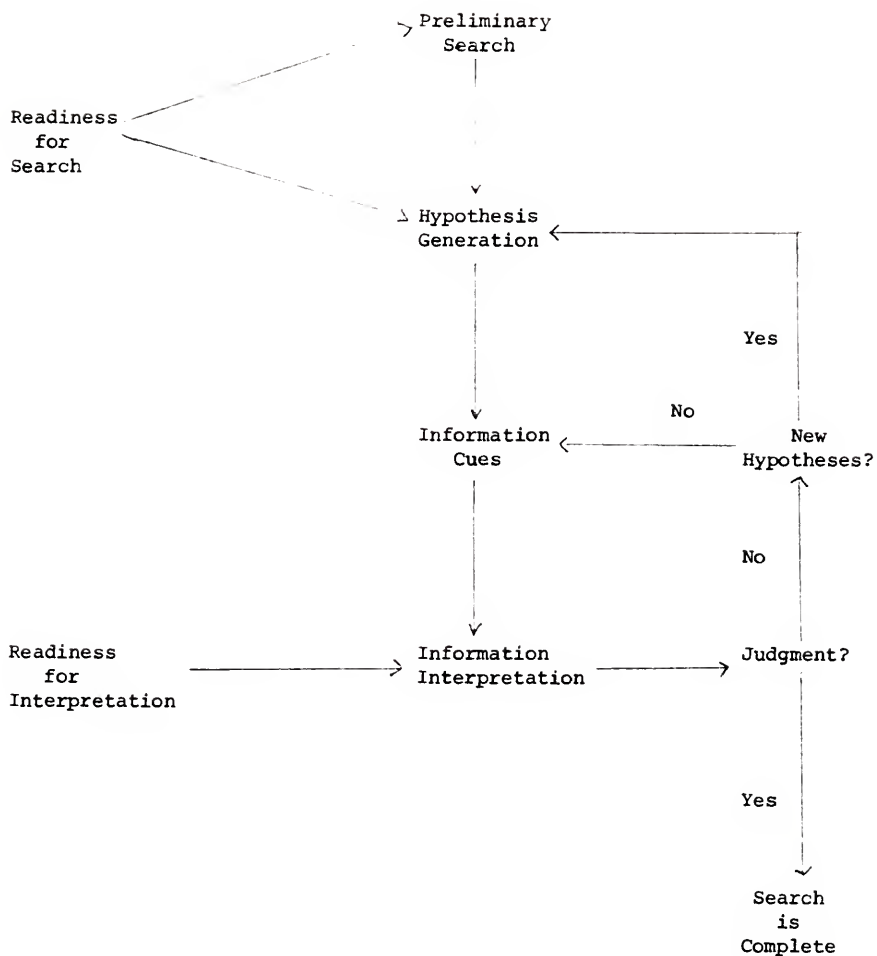 Preliminary
Search
Readiness
for
Search
Hypothesis
Generation
Yes
No
Information
Cues
New
Hypotheses?
No
Readiness
for
Interpretation
Information
Interpretation
Judgment?
Yes
Search
is
Complete